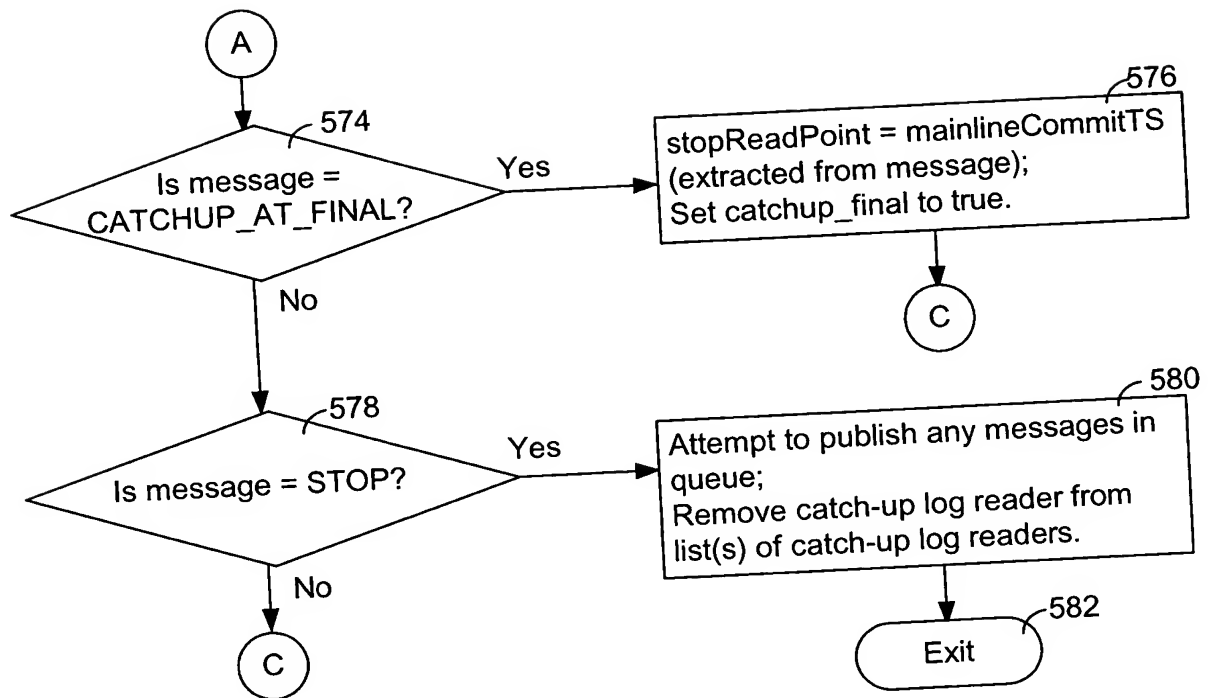 A
574
Is message =
CATCHUP_AT_FINAL?
Yes
576
stopReadPoint = mainlineCommitTS
(extracted from message);
Set catchup_final to true.
C
No
578
Is message = STOP?
Yes
580
Attempt to publish any messages in
queue;
Remove catch-up log reader from
list(s) of catch-up log readers.
No
C
582
Exit